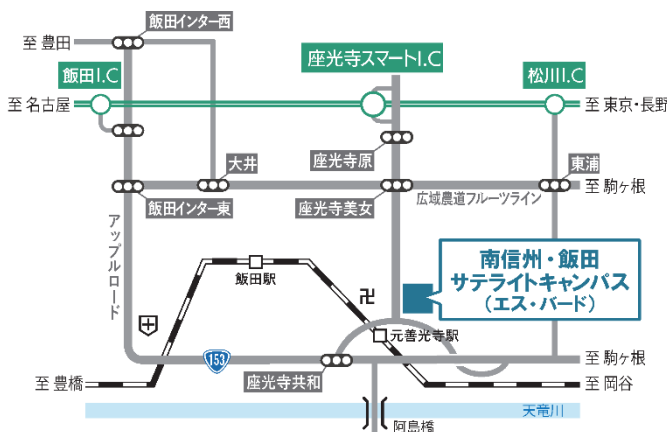 飯田インター西
至 豊田
座光寺スマートI.C
飯田I.C
松川I.C
至 名古屋
至 東京・長野
座光寺原
大井
東浦
飯田インター東
座光寺美女
広域農道フルーツライン
至 駒ヶ根
アップルロード
飯田駅
卍
南信州・飯田
サテライトキャンパス
（エス・バード）
元善光寺駅
153
座光寺共和
至 駒ヶ根
至 豊橋
至 岡谷
天竜川
阿島橋